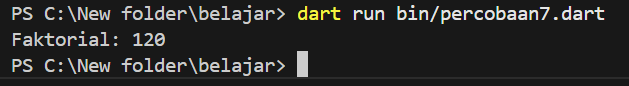 PS C:\New folder\belajar> dart run bin/percobaan7.dart
Faktorial: 120
PS C:\New folder\belajar>